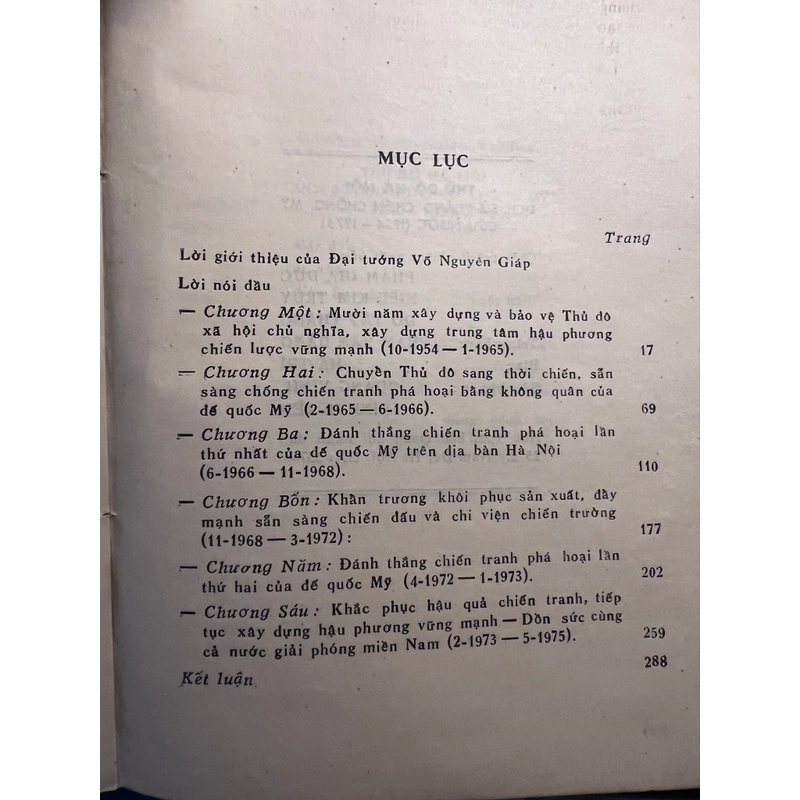 MỤC LỤC
Trang
Lời giới thiệu của Đại tướng Võ Nguyên Giáp
Lời nói đầu
— Chương Một: Mười năm xây dựng và bảo vệ Thủ đô
xã hội chủ nghĩa, xây dựng trung tâm hậu phương
chiến lược vững mạnh (10-1954 — 1-1965). 17
— Chương Hai: Chuyển Thủ đô sang thời chiến, sẵn
sàng chống chiến tranh phá hoại bằng không quân của
đế quốc Mỹ (2-1965 — 6-1966). 69
— Chương Ba: Đánh thắng chiến tranh phá hoại lần
thứ nhất của đế quốc Mỹ trên địa bàn Hà Nội
(6-1966 — 11-1968). 110
— Chương Bốn: Khẩn trương khôi phục sản xuất, đẩy
mạnh sẵn sàng chiến đấu và chi viện chiến trường
(11-1968 — 3-1972): 177
— Chương Năm: Đánh thắng chiến tranh phá hoại lần
thứ hai của đế quốc Mỹ (4-1972 — 1-1973). 202
— Chương Sáu: Khắc phục hậu quả chiến tranh, tiếp
tục xây dựng hậu phương vững mạnh — Dồn sức cùng
cả nước giải phóng miền Nam (2-1973 — 5-1975). 259
Kết luận 288